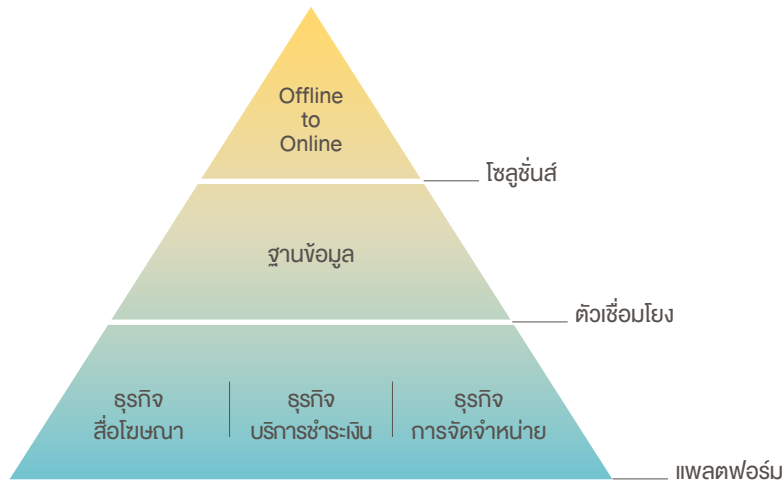 Offline
to
Online
โซลูชั่นส์
ฐานข้อมูล
ตัวเชื่อมโยง
ธุรกิจ
สื่อโฆษณา
ธุรกิจ
บริการชำระเงิน
ธุรกิจ
การจัดจำหน่าย
แพลตฟอร์ม